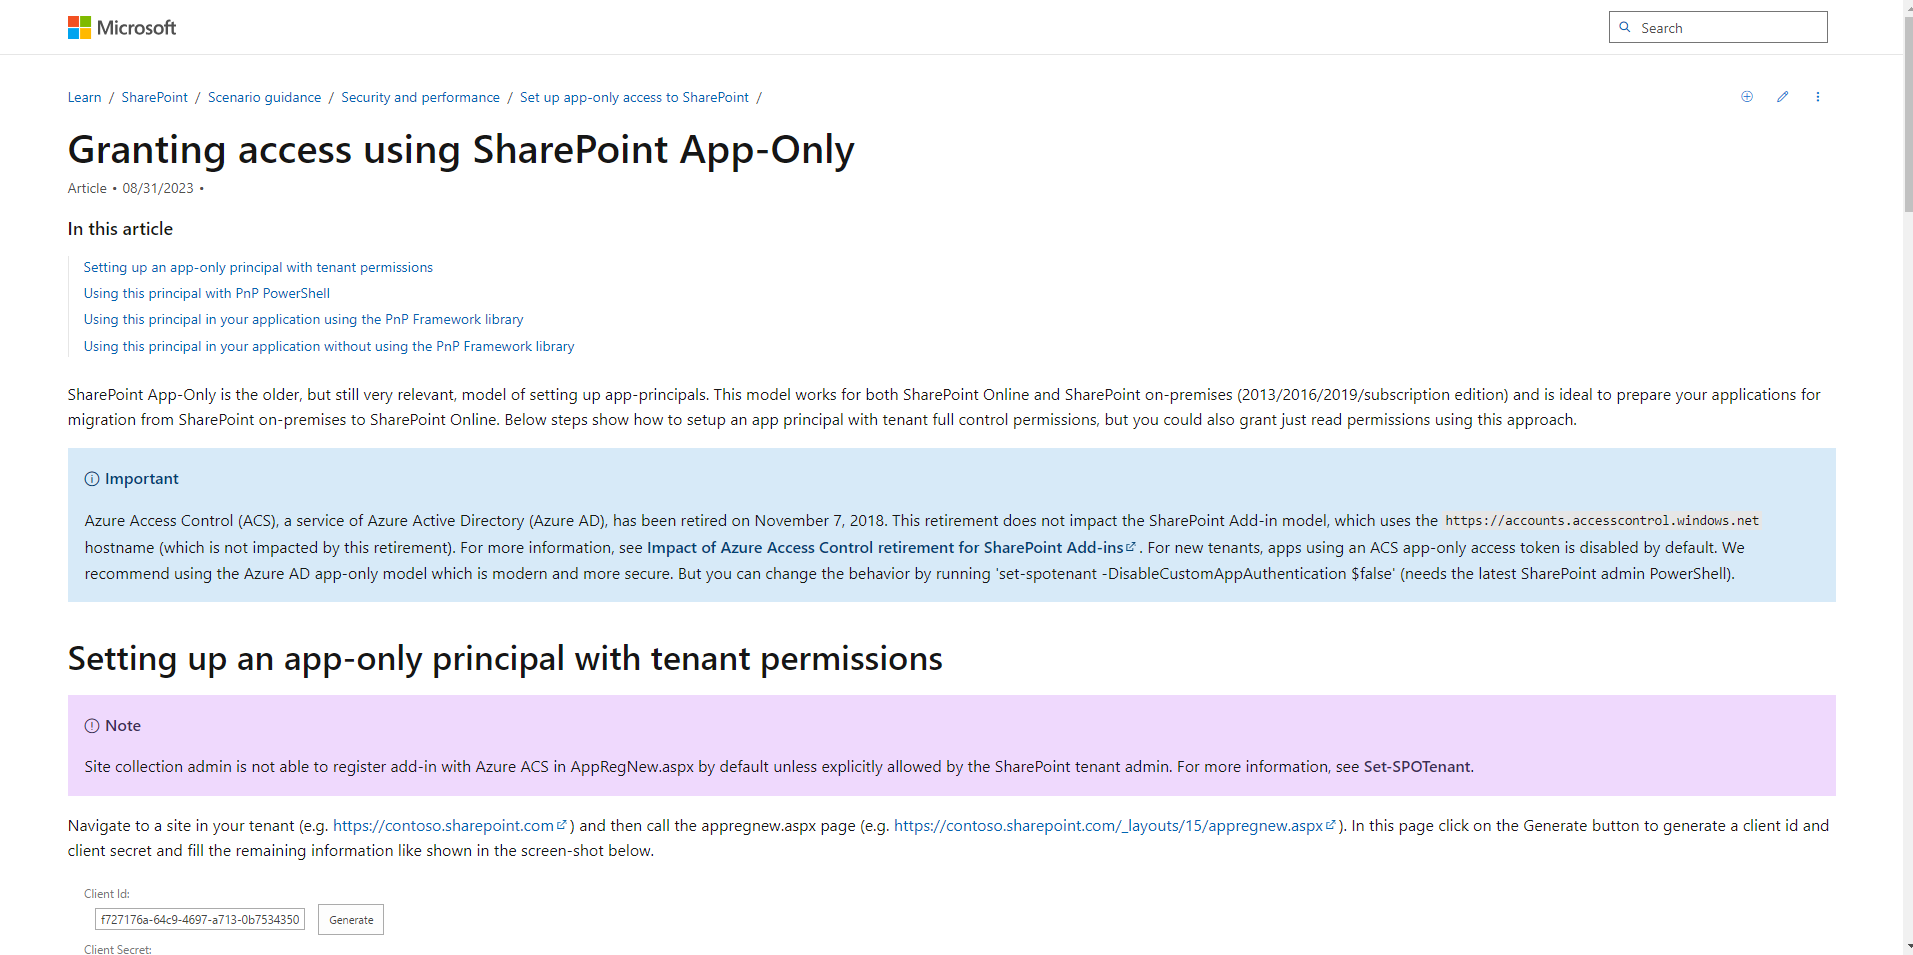 Microsoft
Search
Learn / SharePoint / Scenario guidance / Security and performance / Set up app-only access to SharePoint /
Granting access using SharePoint App-Only
Article • 08/31/2023 •
In this article
Setting up an app-only principal with tenant permissions
Using this principal with PnP PowerShell
Using this principal in your application using the PnP Framework library
Using this principal in your application without using the PnP Framework library
SharePoint App-Only is the older, but still very relevant, model of setting up app-principals. This model works for both SharePoint Online and SharePoint on-premises (2013/2016/2019/subscription edition) and is ideal to prepare your applications for
migration from SharePoint on-premises to SharePoint Online. Below steps show how to setup an app principal with tenant full control permissions, but you could also grant just read permissions using this approach.
Important
Azure Access Control (ACS), a service of Azure Active Directory (Azure AD), has been retired on November 7, 2018. This retirement does not impact the SharePoint Add-in model, which uses the https://accounts.accesscontrol.windows.net
hostname (which is not impacted by this retirement). For more information, see Impact of Azure Access Control retirement for SharePoint Add-ins. For new tenants, apps using an ACS app-only access token is disabled by default. We
recommend using the Azure AD app-only model which is modern and more secure. But you can change the behavior by running 'set-spotenant -DisableCustomAppAuthentication $false' (needs the latest SharePoint admin PowerShell).
Setting up an app-only principal with tenant permissions
Note
Site collection admin is not able to register add-in with Azure ACS in AppRegNew.aspx by default unless explicitly allowed by the SharePoint tenant admin. For more information, see Set-SPOTenant.
Navigate to a site in your tenant (e.g. https://contoso.sharepoint.com) and then call the appregnew.aspx page (e.g. https://contoso.sharepoint.com/_layouts/15/appregnew.aspx). In this page click on the Generate button to generate a client id and
client secret and fill the remaining information like shown in the screen-shot below.
Client Id:
f727176a-64c9-4697-a713-0b7534350
Generate
Client Secret: